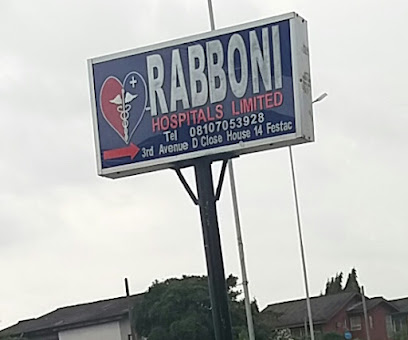 RABBONI
HOSPITALS LIMITED
Tel 08107053928
3rd Avenue D Close House 14 Festac